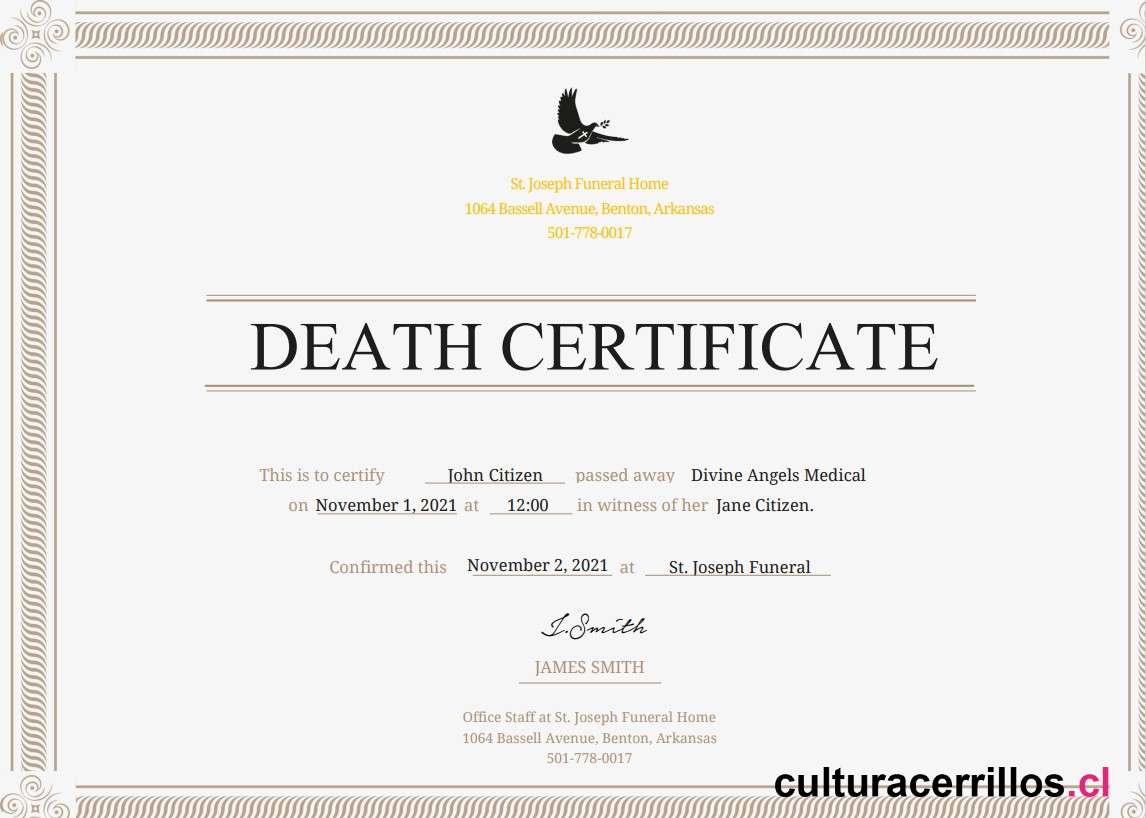 St. Joseph Funeral Home
1064 Bassell Avenue, Benton, Arkansas
501-778-0017
DEATH CERTIFICATE
This is to certify John Citizen passed away Divine Angels Medical
on November 1, 2021 at 12:00 in witness of her Jane Citizen.
Confirmed this November 2, 2021 at St. Joseph Funeral
J.Smith
JAMES SMITH
Office Staff at St. Joseph Funeral Home
1064 Bassell Avenue, Benton, Arkansas
501-778-0017
culturacerrillos.cl